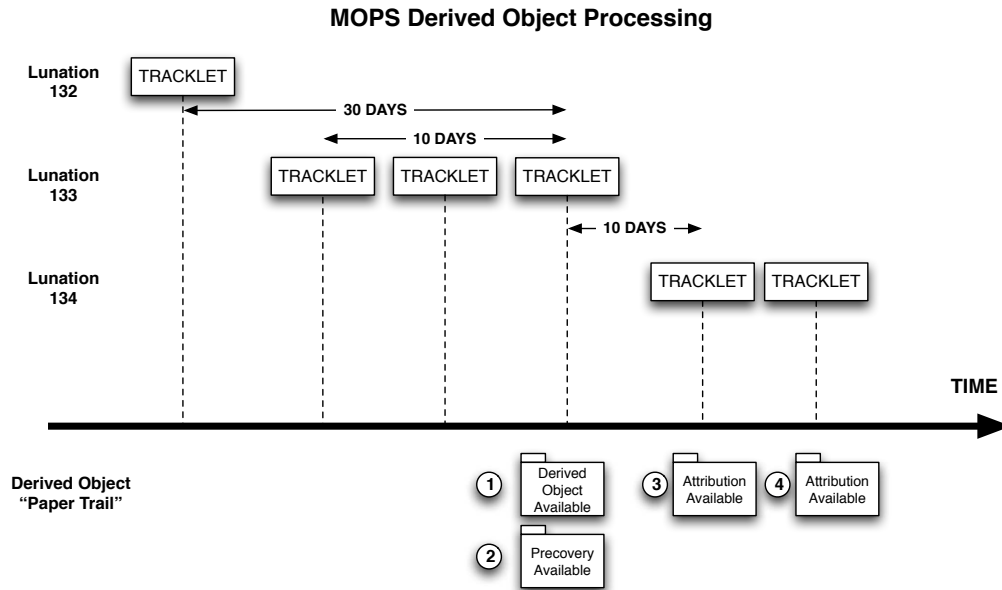 MOPS Derived Object Processing
Lunation
132
TRACKLET
30 DAYS
10 DAYS
Lunation
133
TRACKLET
TRACKLET
TRACKLET
10 DAYS
Lunation
134
TRACKLET
TRACKLET
TIME
Derived Object
“Paper Trail”
1
Derived
Object
Available
3
Attribution
Available
4
Attribution
Available
2
Precovery
Available